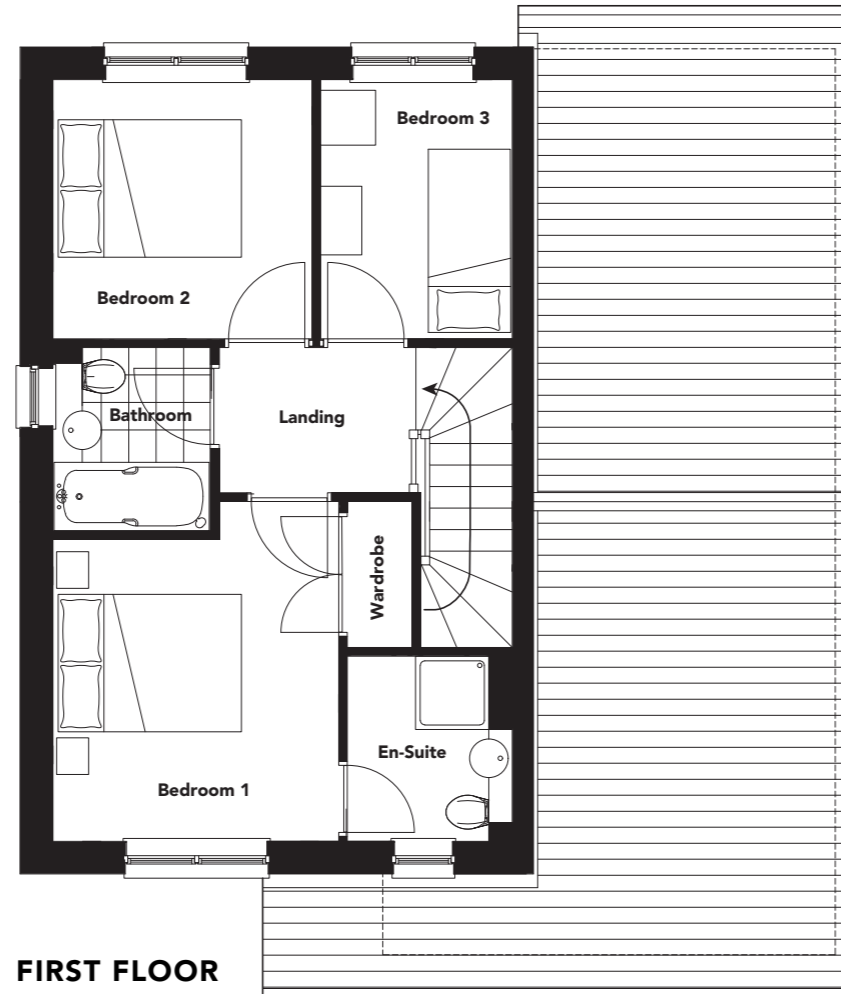 Bedroom 3
Bedroom 2
Bathroom
Landing
Wardrobe
En-Suite
Bedroom 1
FIRST FLOOR